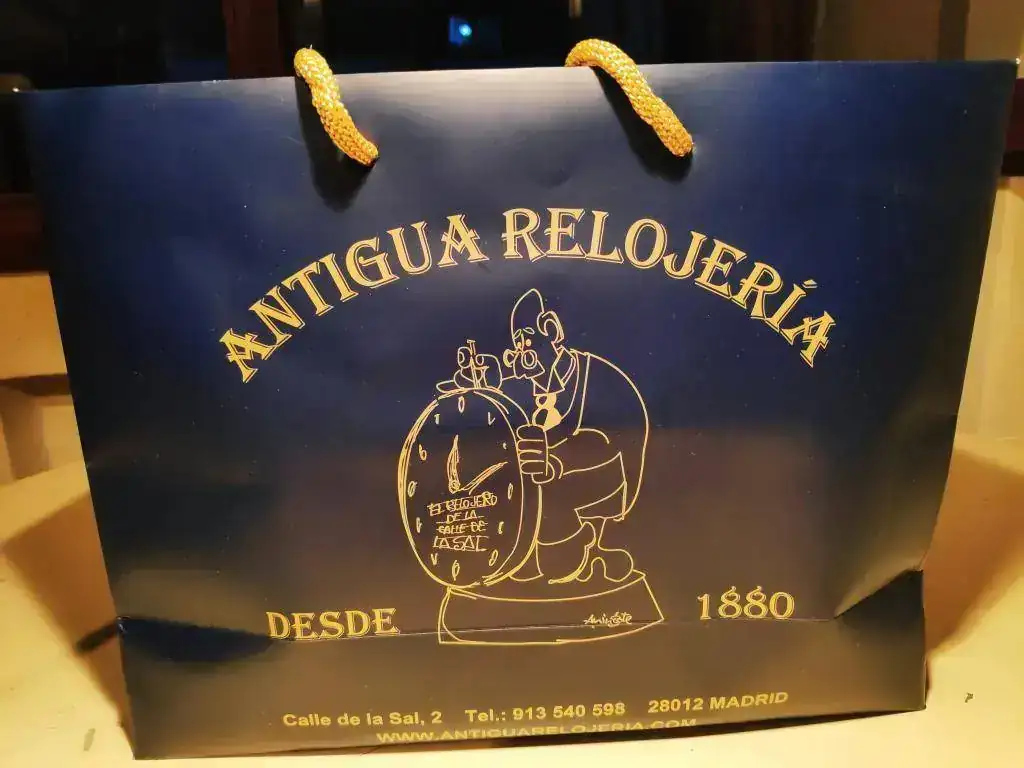 ANTIGUA RELOJERÍA
EL RELOJERO
DE LA
CALLE DE
LA SAL
DESDE 1880
Calle de la Sal, 2 Tel.: 913 540 598 28012 MADRID
WWW.ANTIGUARELOJERIA.COM